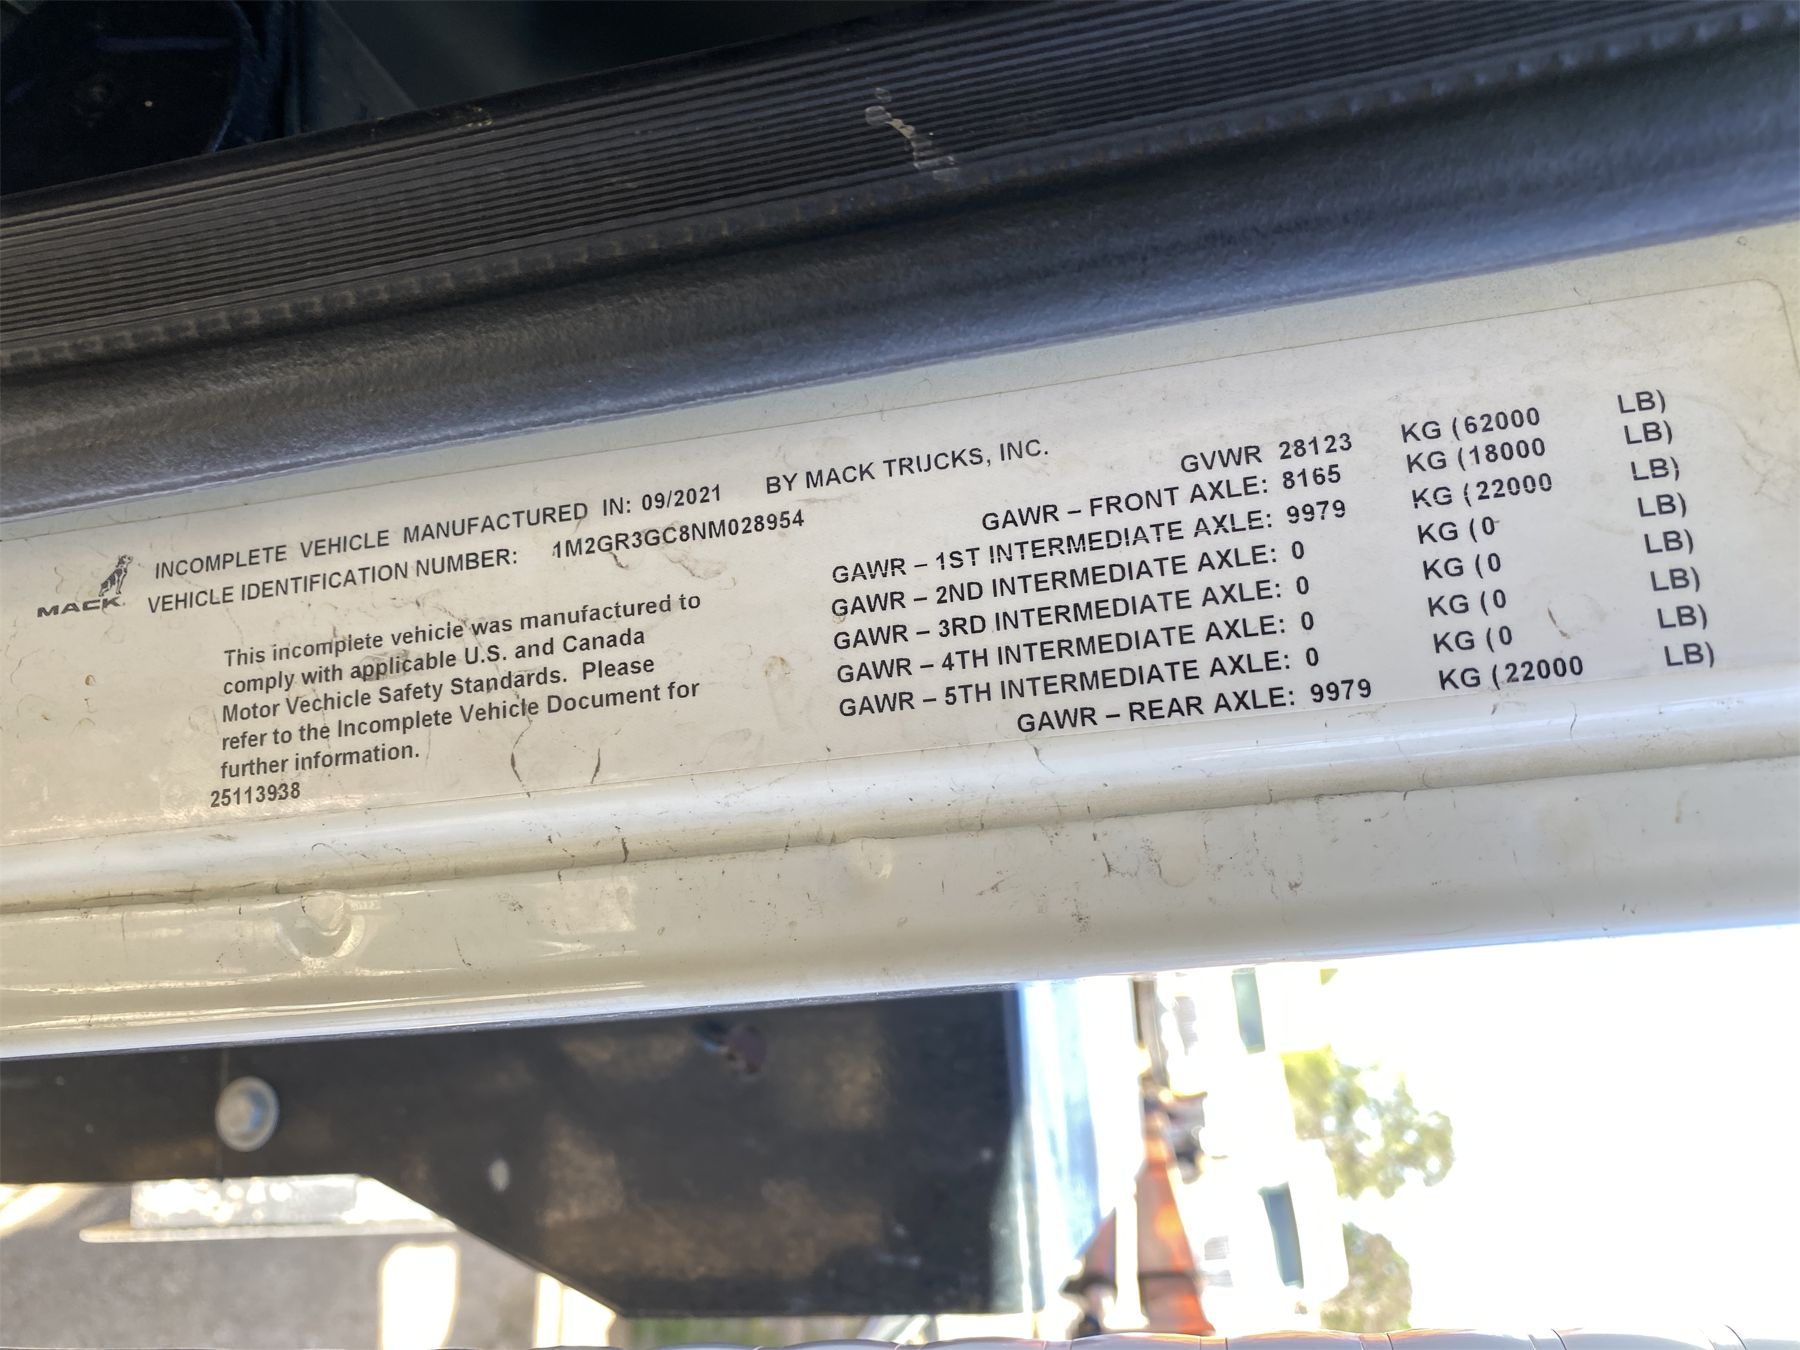 MACK
INCOMPLETE VEHICLE MANUFACTURED IN: 09/2021 BY MACK TRUCKS, INC.
VEHICLE IDENTIFICATION NUMBER: 1M2GR3GC8NM028954
This incomplete vehicle was manufactured to
comply with applicable U.S. and Canada
Motor Vechicle Safety Standards. Please
refer to the Incomplete Vehicle Document for
further information.
25113938
GVWR 28123 KG (62000 LB)
GAWR – FRONT AXLE: 8165 KG (18000 LB)
GAWR – 1ST INTERMEDIATE AXLE: 9979 KG (22000 LB)
GAWR – 2ND INTERMEDIATE AXLE: 0 KG (0 LB)
GAWR – 3RD INTERMEDIATE AXLE: 0 KG (0 LB)
GAWR – 4TH INTERMEDIATE AXLE: 0 KG (0 LB)
GAWR – 5TH INTERMEDIATE AXLE: 0 KG (0 LB)
GAWR – REAR AXLE: 9979 KG (22000 LB)